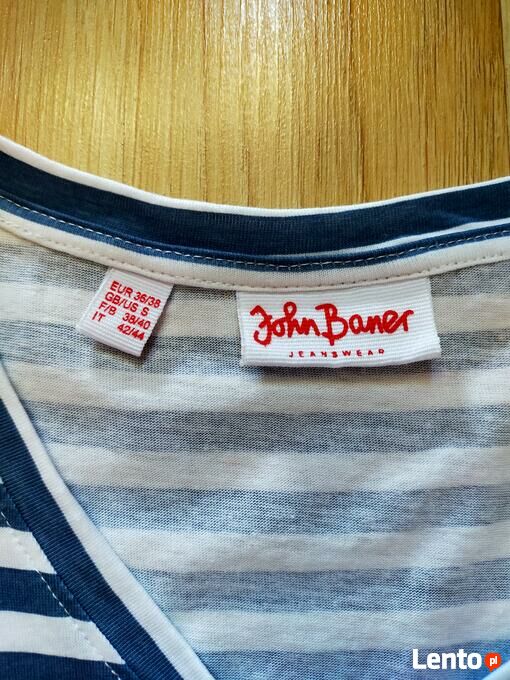 EUR 36/38
GB/US S
F/B 38/40
IT 42/44
John Baner
JEANSWEAR
Lento.pl